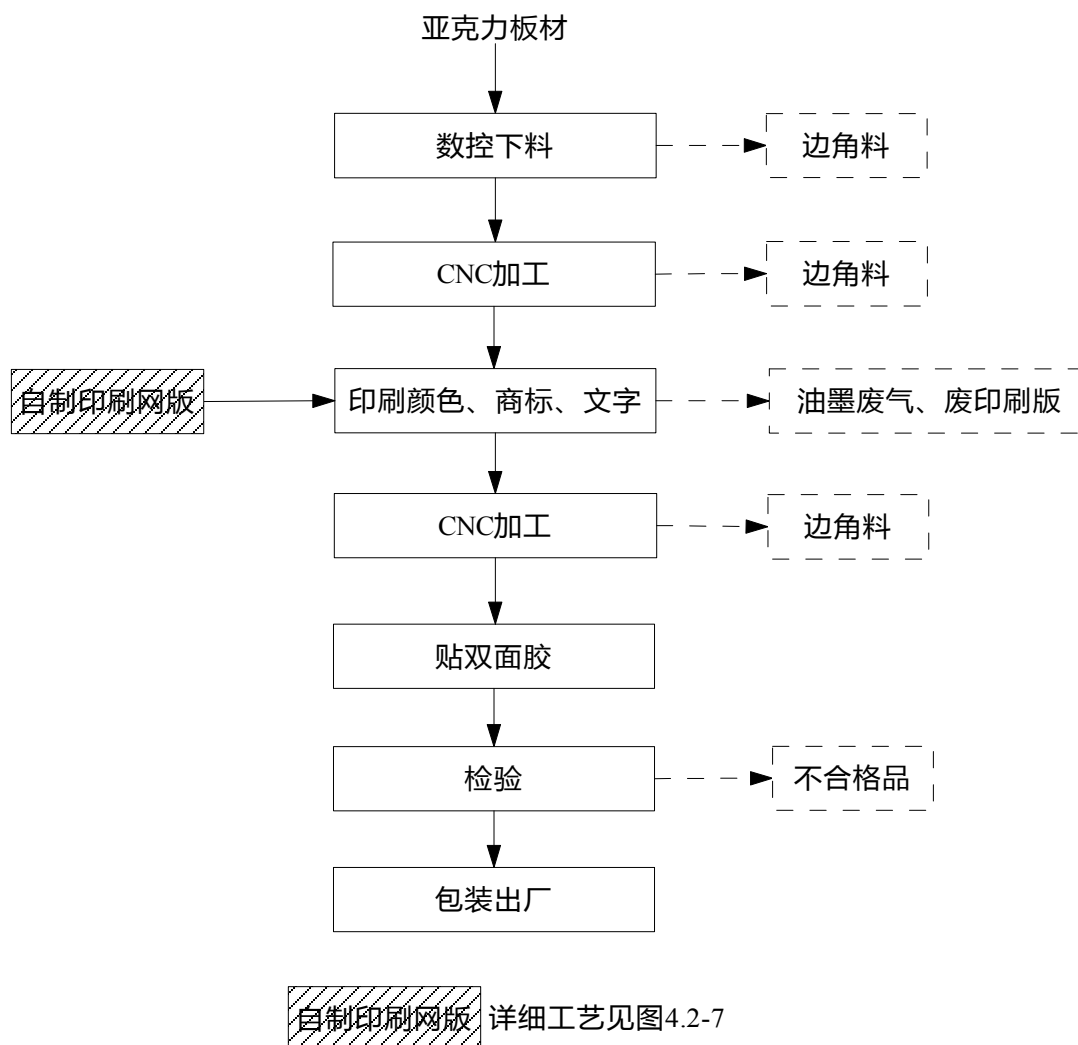 亚克力板材
数控下料
边角料
CNC加工
边角料
自制印刷网版
印刷颜色、商标、文字
油墨废气、废印刷版
CNC加工
边角料
贴双面胶
检验
不合格品
包装出厂
自制印刷网版 详细工艺见图4.2-7